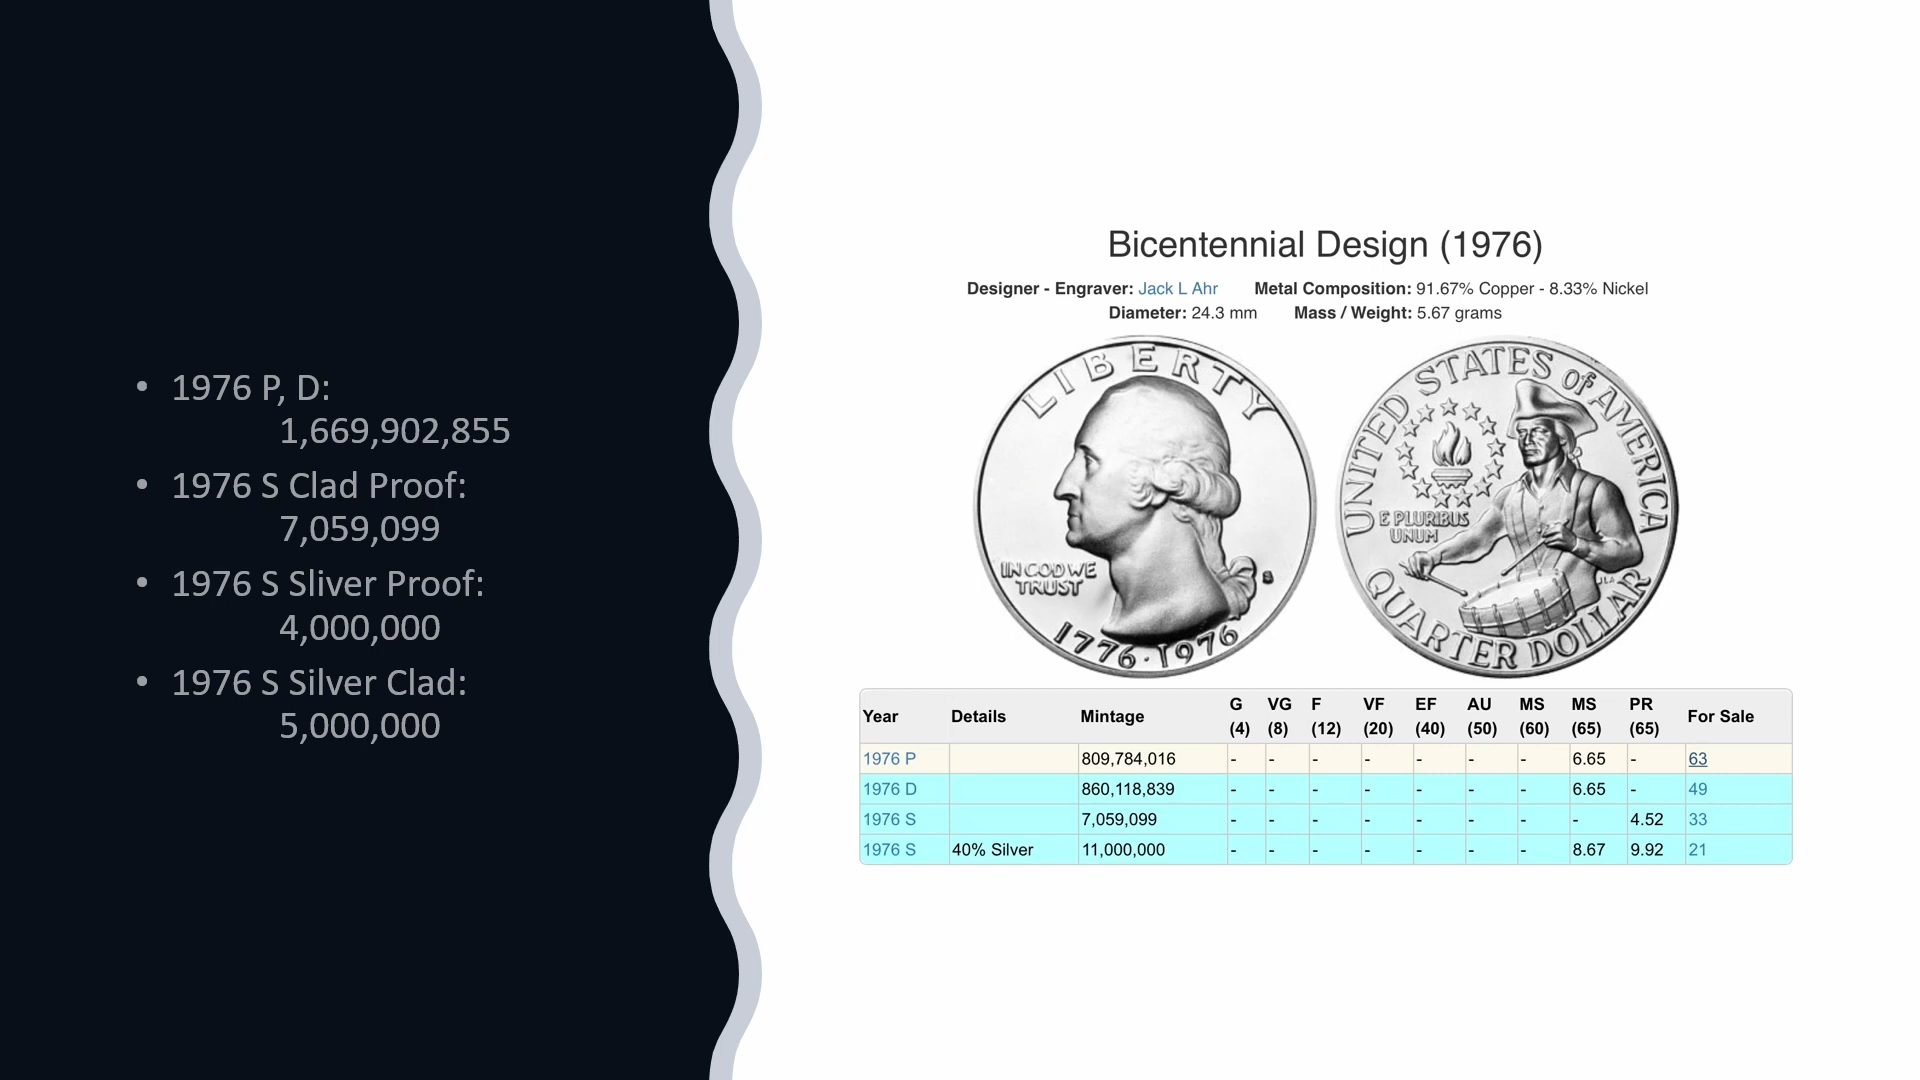 • 1976 P, D:
1,669,902,855
• 1976 S Clad Proof:
7,059,099
• 1976 S Sliver Proof:
4,000,000
• 1976 S Silver Clad:
5,000,000
Bicentennial Design (1976)
Designer - Engraver: Jack L Ahr Metal Composition: 91.67% Copper - 8.33% Nickel
Diameter: 24.3 mm Mass / Weight: 5.67 grams
LIBERTY
IN GOD WE
TRUST
S
1776·1976
UNITED STATES of AMERICA
E PLURIBUS
UNUM
JLA
QUARTER DOLLAR
Year Details Mintage G (4) VG (8) F (12) VF (20) EF (40) AU (50) MS (60) MS (65) PR (65) For Sale
1976 P 809,784,016 - - - - - - - 6.65 - 63
1976 D 860,118,839 - - - - - - - 6.65 - 49
1976 S 7,059,099 - - - - - - - - 4.52 33
1976 S 40% Silver 11,000,000 - - - - - - - 8.67 9.92 21